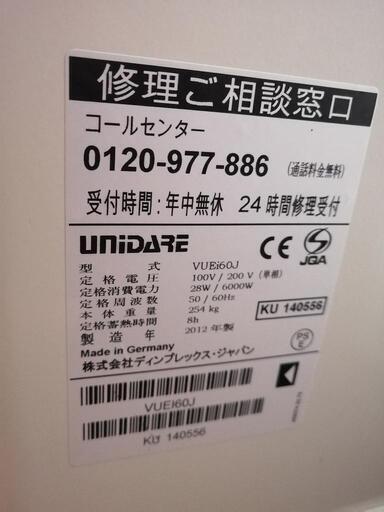 修理ご相談窓口
コールセンター
0120-977-886 (通話料金無料)
受付時間:年中無休 24時間修理受付
UNIDARE
CE
JQA
型式 VUEi60J
定格電圧 100V / 200 V (単相)
定格消費電力 28W / 6000W
定格周波数 50 / 60Hz
本体重量 254 kg
定格蓄熱時間 8h
製造年 2012 年製
KU 140556
Made in Germany
株式会社ディンプレックス・ジャパン
PS
E
VUEI60J
KU 140556